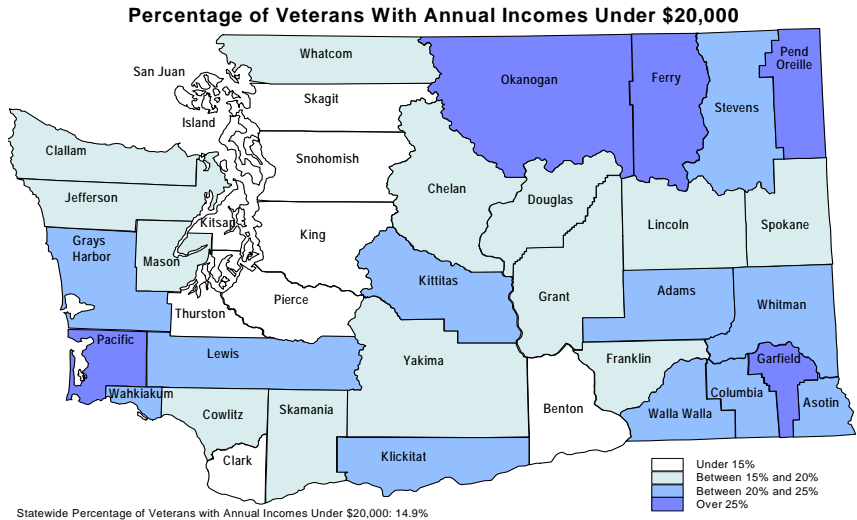 Percentage of Veterans With Annual Incomes Under $20,000
Whatcom
Pend
Oreille
San Juan
Okanogan
Ferry
Skagit
Stevens
Island
Clallam
Snohomish
Chelan
Jefferson
Douglas
Kitsap
King
Lincoln
Spokane
Grays
Harbor
Mason
Kittitas
Adams
Grant
Pierce
Whitman
Thurston
Pacific
Lewis
Yakima
Franklin
Garfield
Wahkiakum
Columbia
Cowlitz
Skamania
Benton
Walla Walla
Asotin
Clark
Klickitat
Under 15%
Between 15% and 20%
Between 20% and 25%
Over 25%
Statewide Percentage of Veterans with Annual Incomes Under $20,000: 14.9%